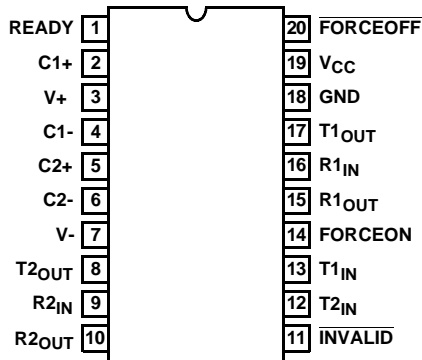 READY 1 20 FORCEOFF
C1+ 2 19 VCC
V+ 3 18 GND
C1- 4 17 T1OUT
C2+ 5 16 R1IN
C2- 6 15 R1OUT
V- 7 14 FORCEON
T2OUT 8 13 T1IN
R2IN 9 12 T2IN
R2OUT 10 11 INVALID